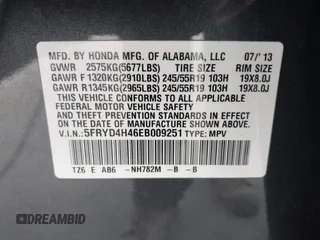 MFD. BY HONDA MFG. OF ALABAMA, LLC 07/'13
GVWR 2575KG(5677LBS) TIRE SIZE RIM SIZE
GAWR F 1320KG(2910LBS) 245/55R19 103H 19X8.0J
GAWR R1345KG(2965LBS) 245/55R19 103H 19X8.0J
THIS VEHICLE CONFORMS TO ALL APPLICABLE
FEDERAL MOTOR VEHICLE SAFETY
AND THEFT PREVENTION STANDARDS IN EFFECT
ON THE DATE OF MANUFACTURE SHOWN ABOVE.
V.I.N.: 5FRYD4H46EB009251 TYPE: MPV
TZ6 E AB6 -NH782M -B -B
DREAMBID